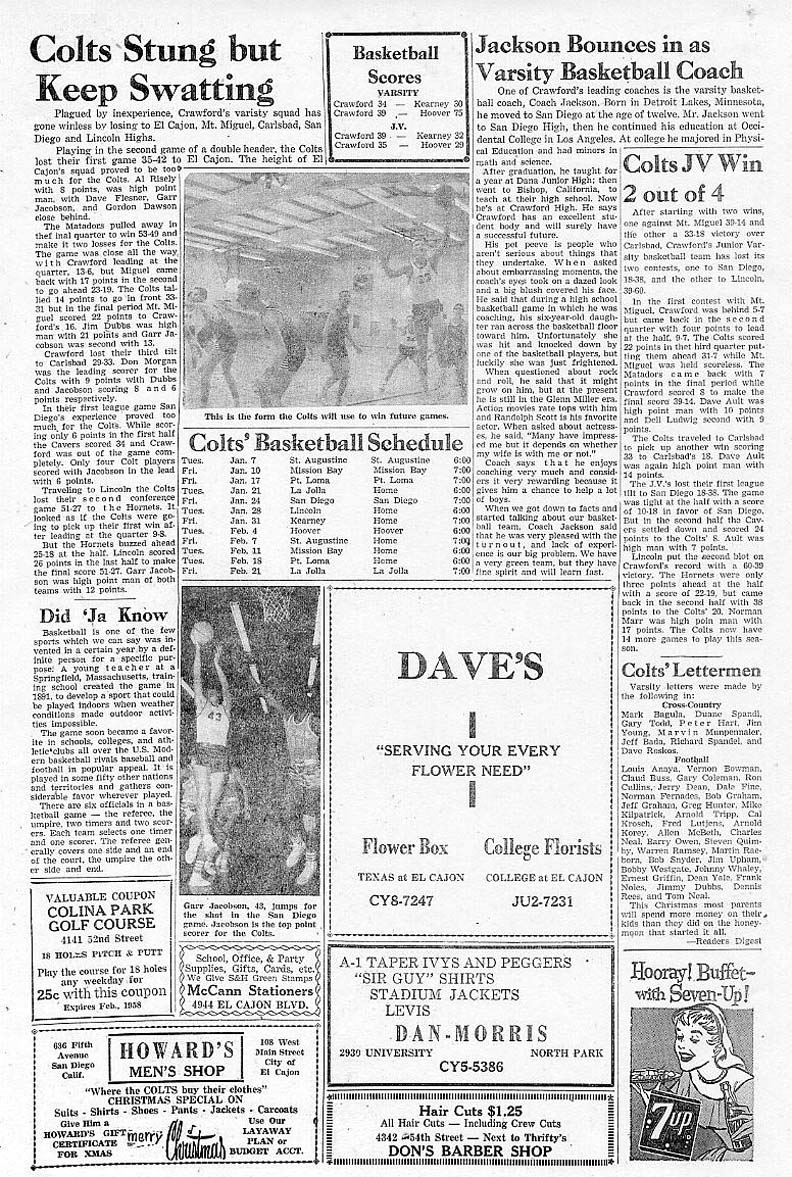 Colts Stung but
Keep Swatting
Plagued by inexperience, Crawford's varisty squad has
gone winless by losing to El Cajon, Mt. Miguel, Carlsbad, San
Diego and Lincoln Highs.
Playing in the second game of a double header, the Colts
lost their first game 35-42 to El Cajon. The height of El
Cajon's squad proved to be too
much for the Colts. Al Risely
with 8 points, was high point
man, with Dave Flesner, Garr
Jacobson, and Gordon Dawson
close behind.
The Matadors pulled away in
thef inal quarter to win 53-49 and
make it two losses for the Colts.
The game was close all the way
with Crawford leading at the
quarter, 13-6, but Miguel came
back with 17 points in the second
to go ahead 23-19. The Colts tal-
lied 14 points to go in front 33-
31 but in the final period Mt. Mi-
guel scored 22 points to Craw-
ford's 16. Jim Dubbs was high
man with 21 points and Garr Ja-
cobson was second with 13.
Crawford lost their third tilt
to Carlsbad 29-33. Don Morgan
was the leading scorer for the
Colts with 9 points with Dubbs
and Jacobson scoring 8 and 6
points respectively.
In their first league game San
Diego's experience proved too
much for the Colts. While scor-
ing only 6 points in the first half
the Cavers scored 34 and Craw-
ford was out of the game com-
pletely. Only four Colt players
scored with Jacobson in the lead
with 6 points.
Traveling to Lincoln the Colts
lost their second conference
game 51-27 to the Hornets. It
looked as if the Colts were go-
ing to pick up their first win af-
ter leading at the quarter 9-8.
But the Hornets buzzed ahead
25-18 at the half. Lincoln scored
26 points in the last half to make
the final score 51-27. Garr Jacob-
son was high point man of both
teams with 12 points.
Did 'Ja Know
Basketball is one of the few
sports which we can say was in-
vented in a certain year by a def-
inite person for a specific pur-
pose. A young teacher at a
Springfield, Massachusetts, train-
ing school created the game in
1891, to develop a sport that could
be played indoors when weather
conditions made outdoor activi-
ties impossible.
The game soon became a favor-
ite in schools, colleges, and ath-
letic clubs all over the U.S. Mod-
ern basketball rivals baseball and
football in popular appeal. It is
played in some fifty other nations
and territories and gathers con-
siderable favor wherever played.
There are six officials in a bas-
ketball game — the referee, the
umpire, two timers and two scor-
ers. Each team selects one timer
and one scorer. The referee gen-
erally covers one side and an end
of the court, the umpire the oth-
er side and end.
Basketball
Scores
VARSITY
Crawford 34 — Kearney 30
Crawford 39 — Hoover 75
J.V.
Crawford 39 — Kearney 32
Crawford 35 — Hoover 29
This is the form the Colts will use to win future games.
Colts' Basketball Schedule
Tues. Jan. 7 St. Augustine St. Augustine 6:00
Fri. Jan. 10 Mission Bay Mission Bay 7:00
Fri. Jan. 17 Pt. Loma Pt. Loma 7:00
Tues. Jan. 21 La Jolla Home 6:00
Fri. Jan. 24 San Diego San Diego 7:00
Tues. Jan. 28 Lincoln Home 6:00
Fri. Jan. 31 Kearney Home 7:00
Tues. Feb. 4 Hoover Hoover 6:00
Fri. Feb. 7 St. Augustine Home 7:00
Tues. Feb. 11 Mission Bay Home 6:00
Tues. Feb. 18 Pt. Loma Home 6:00
Fri. Feb. 21 La Jolla La Jolla 7:00
43
Garr Jacobson, 43, jumps for
the shot in the San Diego
game. Jacobson is the top point
scorer for the Colts.
Jackson Bounces in as
Varsity Basketball Coach
One of Crawford's leading coaches is the varsity basket-
ball coach, Coach Jackson. Born in Detroit Lakes, Minnesota,
he moved to San Diego at the age of twelve. Mr. Jackson went
to San Diego High, then he continued his education at Occi-
dental College in Los Angeles. At college he majored in Physi-
cal Education and had minors in
math and science.
After graduation, he taught for
a year at Dana Junior High; then
went to Bishop, California, to
teach at their high school. Now
he's at Crawford High. He says
Crawford has an excellent stu-
dent body and will surely have
a successful future.
His pet peeve is people who
aren't serious about things that
they undertake. When asked
about embarrassing moments, the
coach's eyes took on a dazed look
and a big blush covered his face.
He said that during a high school
basketball game in which he was
coaching, his six-year-old daugh-
ter ran across the basketball floor
toward him. Unfortunately she
was hit and knocked down by
one of the basketball players, but
luckily she was just frightened.
When questioned about rock
and roll, he said that it might
grow on him, but at the present
he is still in the Glenn Miller era.
Action movies rate tops with him
and Randolph Scott is his favorite
actor. When asked about actress-
es, he said, "Many have impress-
ed me but it depends on whether
my wife is with me or not."
Coach says that he enjoys
coaching very much and consid-
ers it very rewarding because it
gives him a chance to help a lot
of boys.
When we got down to facts and
started talking about our basket-
ball team. Coach Jackson said
that he was very pleased with the
turnout, and lack of experi-
ence is our big problem. We have
a very green team, but they have
fine spirit and will learn fast.
Colts JV Win
2 out of 4
After starting with two wins,
one against Mt. Miguel 39-14 and
the other a 33-18 victory over
Carlsbad, Crawford's Junior Var-
sity basketball team has lost its
two contests, one to San Diego,
18-38, and the other to Lincoln,
39-60.
In the first contest with Mt.
Miguel, Crawford was behind 5-7
but came back in the second
quarter with four points to lead
at the half, 9-7. The Colts scored
22 points in thet hird quarter put-
ting them ahead 31-7 while Mt.
Miguel was held scoreless. The
Matadors came back with 7
points in the final period while
Crawford scored 8 to make the
final score 39-14. Dave Ault was
high point man with 10 points
and Dell Ludwig second with 9
points.
The Colts traveled to Carlsbad
to pick up another win scoring
33 to Carlsbad's 18. Dave Ault
was again high point man with
14 points.
The J.V.'s lost their first league
tilt to San Diego 18-38. The game
was tight at the half with a score
of 10-18 in favor of San Diego.
But in the second half the Cav-
ers settled down and scored 24
points to the Colts' 8. Ault was
high man with 7 points.
Lincoln put the second blot on
Crawford's record with a 60-39
victory. The Hornets were only
three points ahead at the half
with a score of 22-19, but came
back in the second half with 38
points to the Colts' 20. Norman
Marr was high poin man with
17 points. The Colts now have
14 more games to play this sea-
son.
Colts' Lettermen
Varsity letters were made by
the following in:
Cross-Country
Mark Bagula, Duane Spandl,
Gary Todd, Peter Hart, Jim
Young, Marvin Munpenmaier,
Jeff Bada, Richard Spandel, and
Dave Roskos.
Football
Louis Anaya, Vernon Bowman,
Claud Buss, Gary Coleman, Ron
Cullins, Jerry Dean, Dale Fine,
Norman Fernades, Bob Graham,
Jeff Graham, Greg Hunter, Mike
Kilpatrick, Arnold Tripp, Cal
Krosch, Fred Lutjens, Arnold
Korey, Allen McBeth, Charles
Neal, Barry Owen, Steven Quim-
by, Warren Ramsey, Martin Rae-
born, Bob Snyder, Jim Upham,
Bobby Westgate, Johnny Whaley,
Ernest Griffin, Dean Yale, Frank
Noles, Jimmy Dubbs, Dennis
Rees, and Tom Neal.
This Christmas most parents
will spend more money on their
kids than they did on the honey-
moon that started it all.
—Readers Digest
DAVE'S
"SERVING YOUR EVERY
FLOWER NEED"
Flower Box College Florists
TEXAS at EL CAJON COLLEGE at EL CAJON
CY8-7247 JU2-7231
VALUABLE COUPON
COLINA PARK
GOLF COURSE
4141 52nd Street
18 HOLES PITCH & PUTT
Play the course for 18 holes
any weekday for
25c with this coupon
Expires Feb., 1958
School, Office, & Party
Supplies, Gifts, Cards, etc.
We Give S&H Green Stamps
McCann Stationers
4944 EL CAJON BLVD.
A-1 TAPER IVYS AND PEGGERS
"SIR GUY" SHIRTS
STADIUM JACKETS
LEVIS
DAN-MORRIS
2930 UNIVERSITY NORTH PARK
CY5-5386
636 Fifth
Avenue
San Diego
Calif.
HOWARD'S
MEN'S SHOP
108 West
Main Street
City of
El Cajon
"Where the COLTS buy their clothes"
CHRISTMAS SPECIAL ON
Suits - Shirts - Shoes - Pants - Jackets - Carcoats
Give Him a
HOWARD'S GIFT
CERTIFICATE
FOR XMAS
merry Christmas
Use Our
LAYAWAY
PLAN or
BUDGET ACCT.
Hair Cuts $1.25
All Hair Cuts — Including Crew Cuts
4342 54th Street — Next to Thrifty's
DON'S BARBER SHOP
Hooray! Buffet-
with Seven-Up!
7up